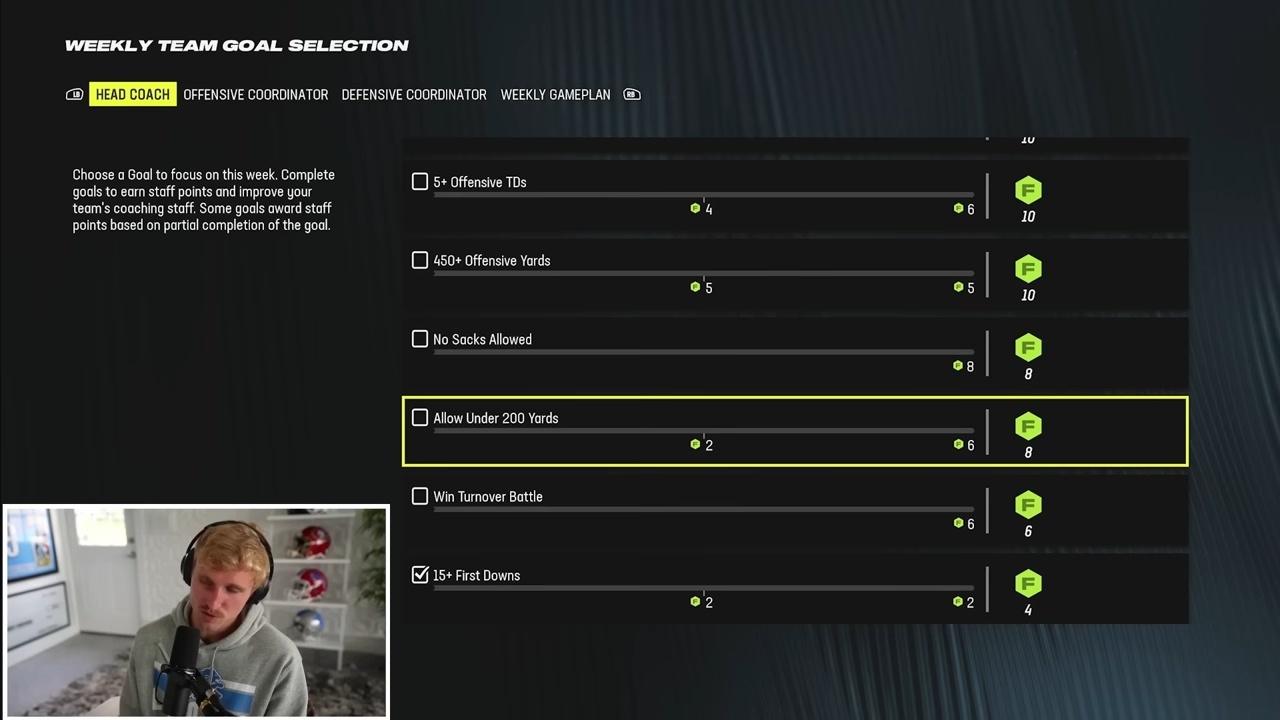 WEEKLY TEAM GOAL SELECTION
LB HEAD COACH OFFENSIVE COORDINATOR DEFENSIVE COORDINATOR WEEKLY GAMEPLAN RB
Choose a Goal to focus on this week. Complete
goals to earn staff points and improve your
team's coaching staff. Some goals award staff
points based on partial completion of the goal.
10
5+ Offensive TDs
F 4 F 6
F
10
450+ Offensive Yards
F 5 F 5
F
10
No Sacks Allowed
F 8
F
8
Allow Under 200 Yards
F 2 F 6
F
8
Win Turnover Battle
F 6
F
6
15+ First Downs
F 2 F 2
F
4